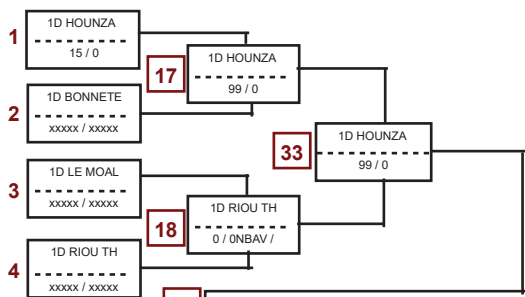 1
1D HOUNZA
15 / 0
17
1D HOUNZA
99 / 0
2
1D BONNETE
xxxxx / xxxxx
33
1D HOUNZA
99 / 0
3
1D LE MOAL
xxxxx / xxxxx
18
1D RIOU TH
0 / 0NBAV /
4
1D RIOU TH
xxxxx / xxxxx